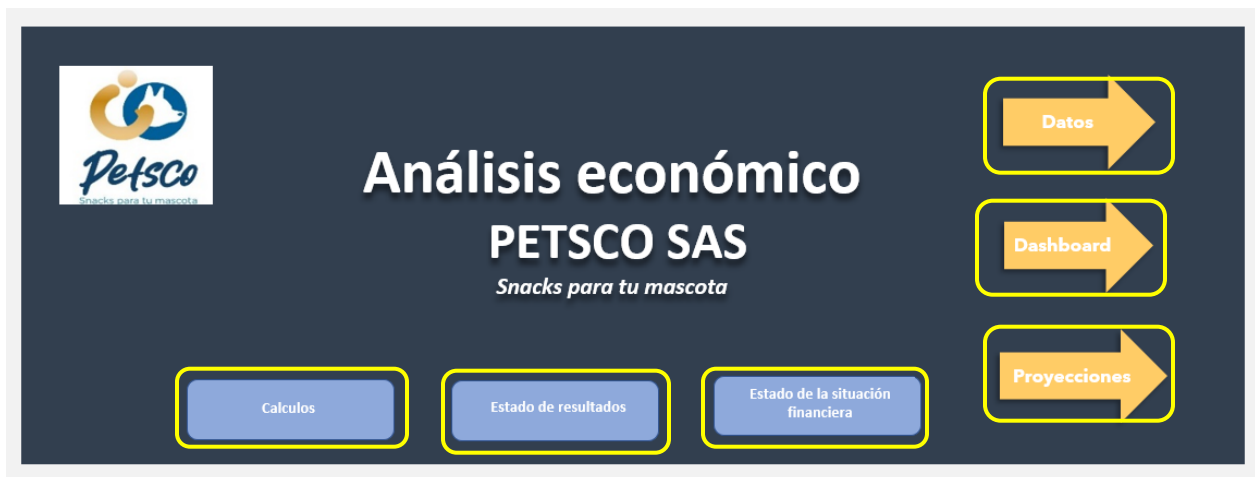 Petsco
Snacks para tu mascota
Análisis económico
PETSCO SAS
Snacks para tu mascota
Datos
Dashboard
Proyecciones
Calculos
Estado de resultados
Estado de la situación
financiera